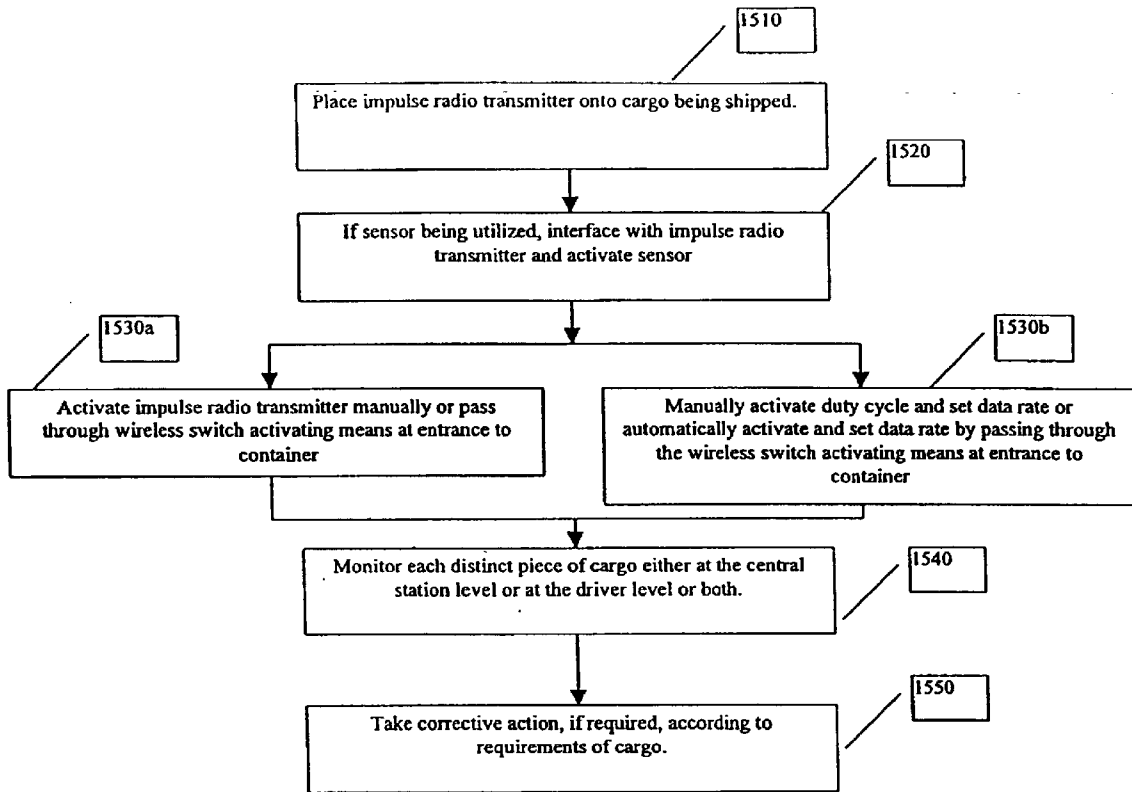 1510
Place impulse radio transmitter onto cargo being shipped.
1520
If sensor being utilized, interface with impulse radio
transmitter and activate sensor
1530a
1530b
Activate impulse radio transmitter manually or pass
through wireless switch activating means at entrance to
container
Manually activate duty cycle and set data rate or
automatically activate and set data rate by passing through
the wireless switch activating means at entrance to
container
Monitor each distinct piece of cargo either at the central
station level or at the driver level or both.
1540
1550
Take corrective action, if required, according to
requirements of cargo.